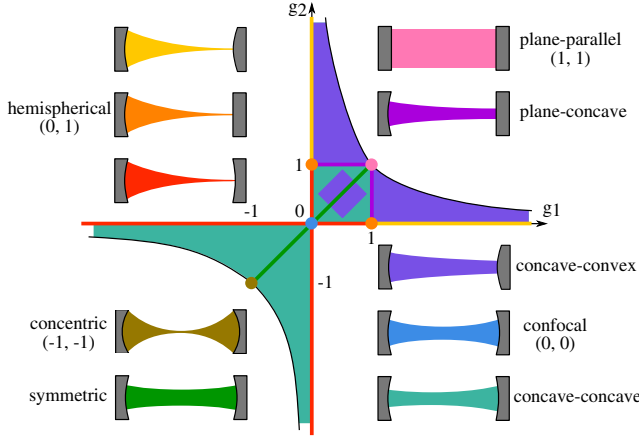 g2
plane-parallel
(1, 1)
hemispherical
(0, 1)
plane-concave
1
-1
0
g1
1
-1
concave-convex
concentric
(-1, -1)
confocal
(0, 0)
symmetric
concave-concave